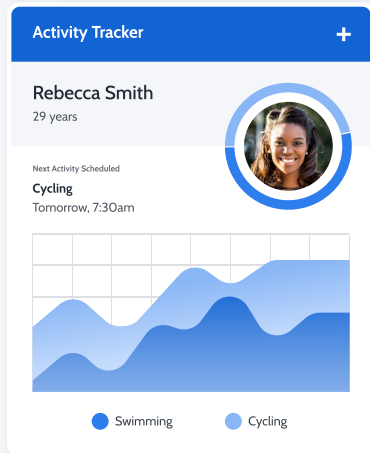 Activity Tracker +
Rebecca Smith
29 years
Next Activity Scheduled
Cycling
Tomorrow, 7:30am
Swimming
Cycling